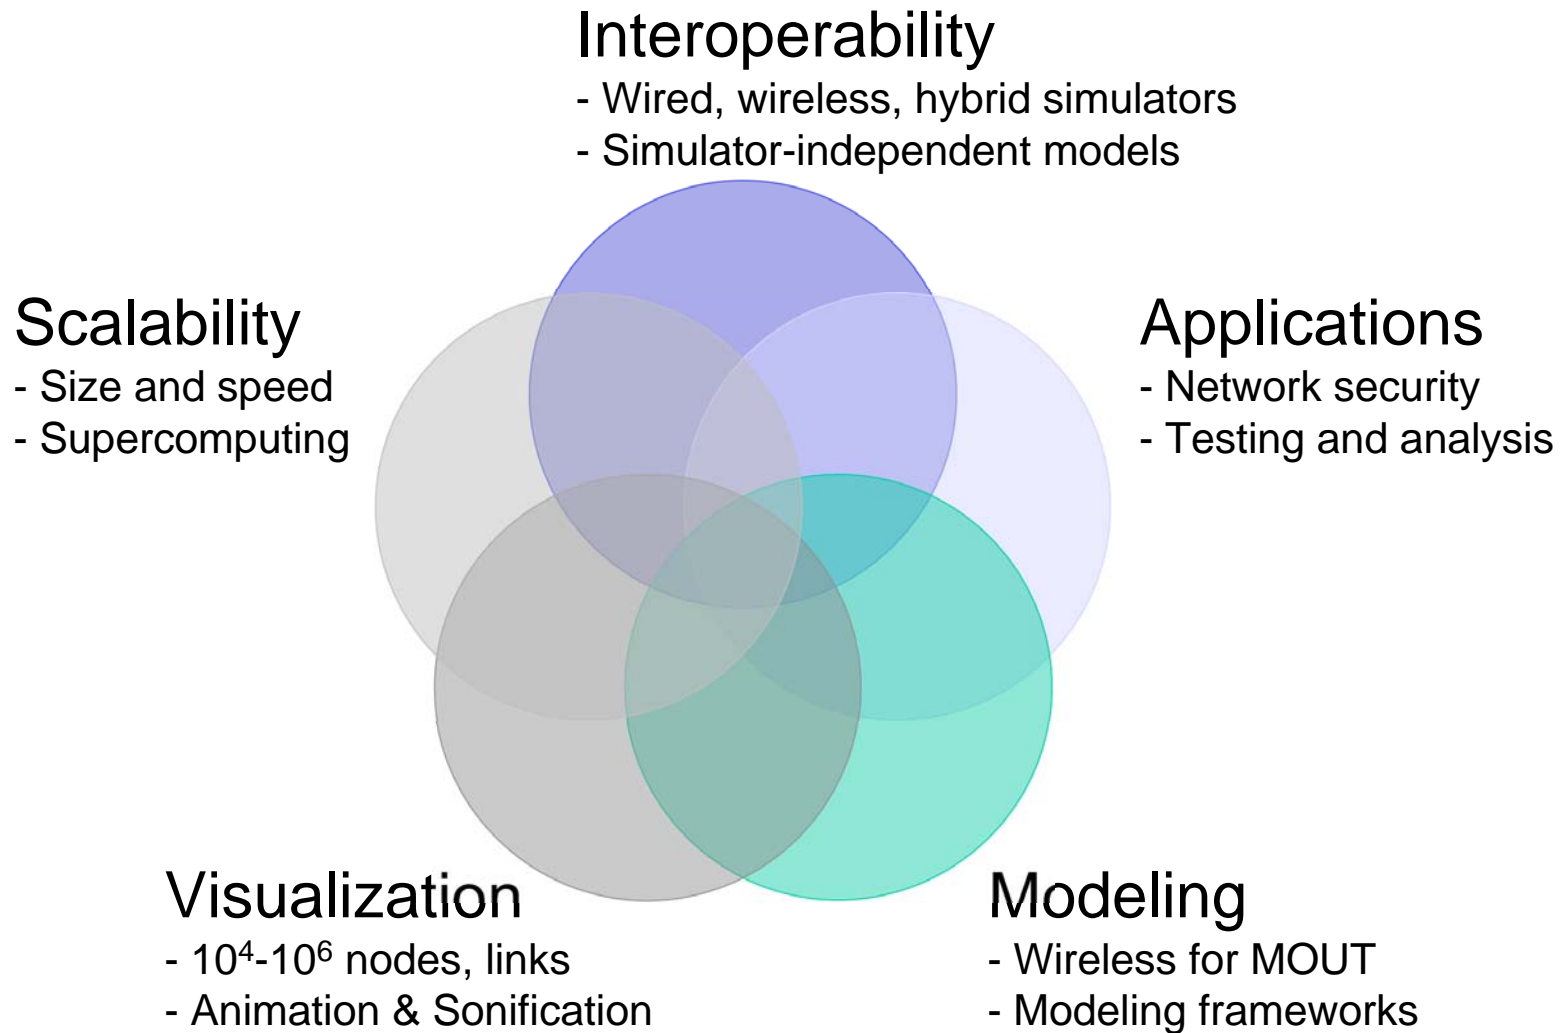 Interoperability
- Wired, wireless, hybrid simulators
- Simulator-independent models
Scalability
- Size and speed
- Supercomputing
Applications
- Network security
- Testing and analysis
Visualization
- 10⁴-10⁶ nodes, links
- Animation & Sonification
Modeling
- Wireless for MOUT
- Modeling frameworks